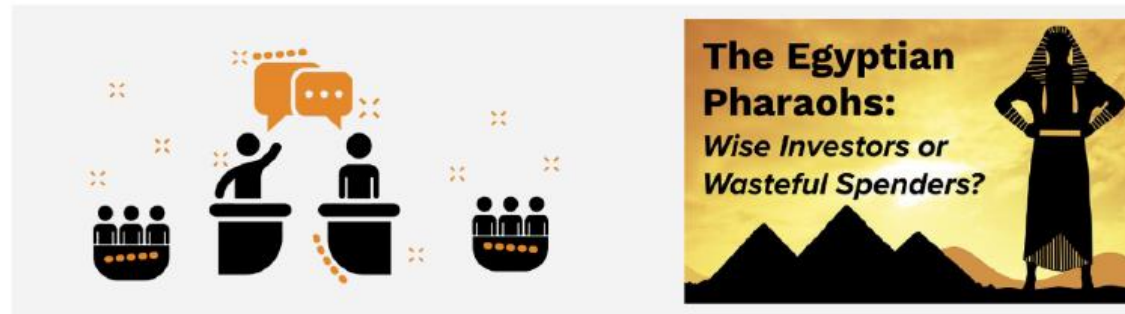 The Egyptian
Pharaohs:
Wise Investors or
Wasteful Spenders?